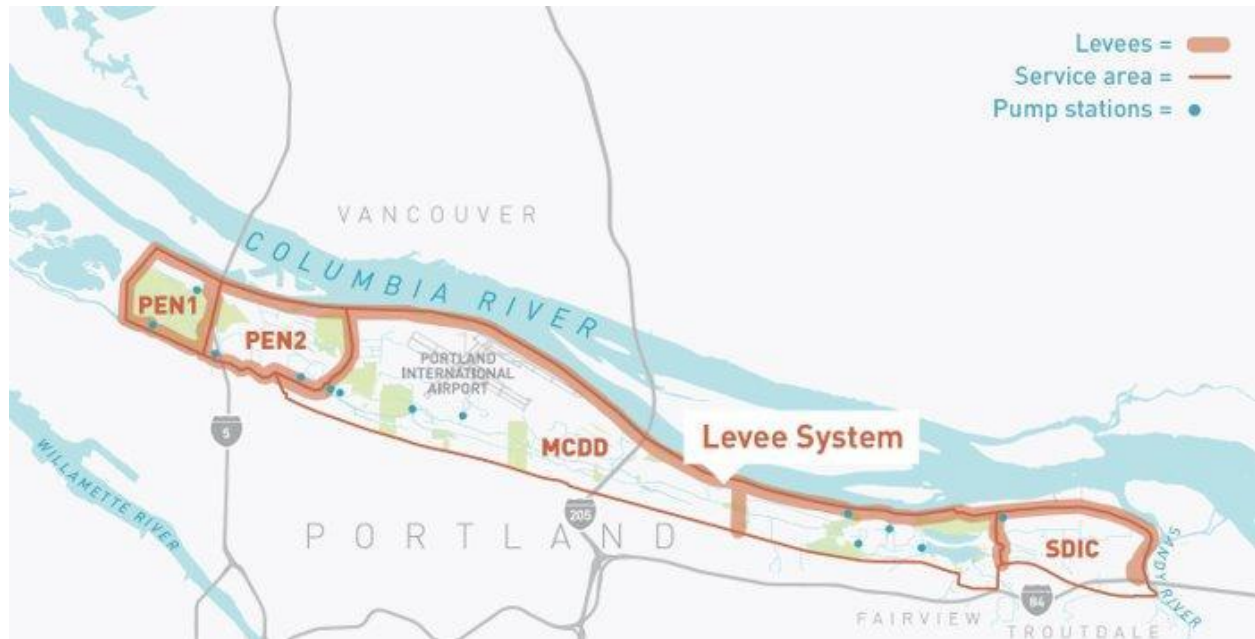 Levees =
Service area =
Pump stations =
VANCOUVER
COLUMBIA RIVER
PEN1
PEN2
PORTLAND
INTERNATIONAL
AIRPORT
MCDD
Levee System
5
WILLAMETTE RIVER
205
PORTLAND
SDIC
SANDY RIVER
84
FAIRVIEW
TROUTDALE